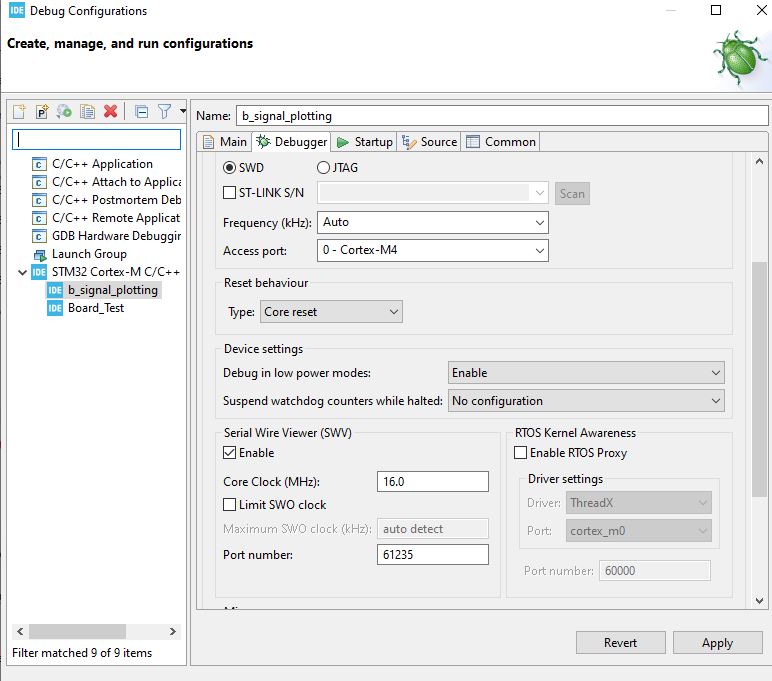 IDE Debug Configurations
Create, manage, and run configurations
Name: b_signal_plotting
Main Debugger Startup Source Common
C/C++ Application
C/C++ Attach to Applica
C/C++ Postmortem Deb
C/C++ Remote Applicat
GDB Hardware Debuggin
Launch Group
IDE STM32 Cortex-M C/C++
IDE b_signal_plotting
IDE Board_Test
Filter matched 9 of 9 items
SWD JTAG
ST-LINK S/N Scan
Frequency (kHz): Auto
Access port: 0 - Cortex-M4
Reset behaviour
Type: Core reset
Device settings
Debug in low power modes: Enable
Suspend watchdog counters while halted: No configuration
Serial Wire Viewer (SWV)
Enable
Core Clock (MHz): 16.0
Limit SWO clock
Maximum SWO clock (kHz): auto detect
Port number: 61235
RTOS Kernel Awareness
Enable RTOS Proxy
Driver settings
Driver: ThreadX
Port: cortex_m0
Port number: 60000
Revert Apply